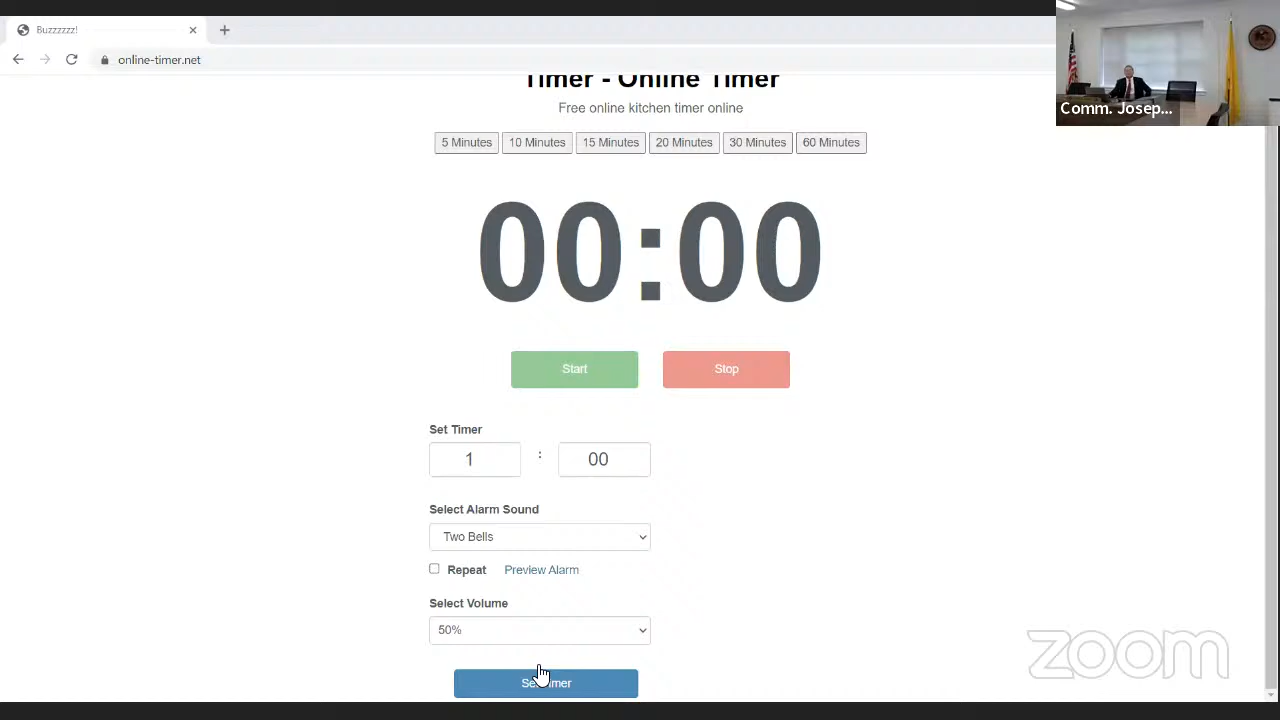 Buzzzzzz!
online-timer.net
Comm. Josep...
Timer - Online Timer
Free online kitchen timer online
5 Minutes 10 Minutes 15 Minutes 20 Minutes 30 Minutes 60 Minutes
00:00
Start Stop
Set Timer
1 : 00
Select Alarm Sound
Two Bells
Repeat Preview Alarm
Select Volume
50%
Set Timer
zoom